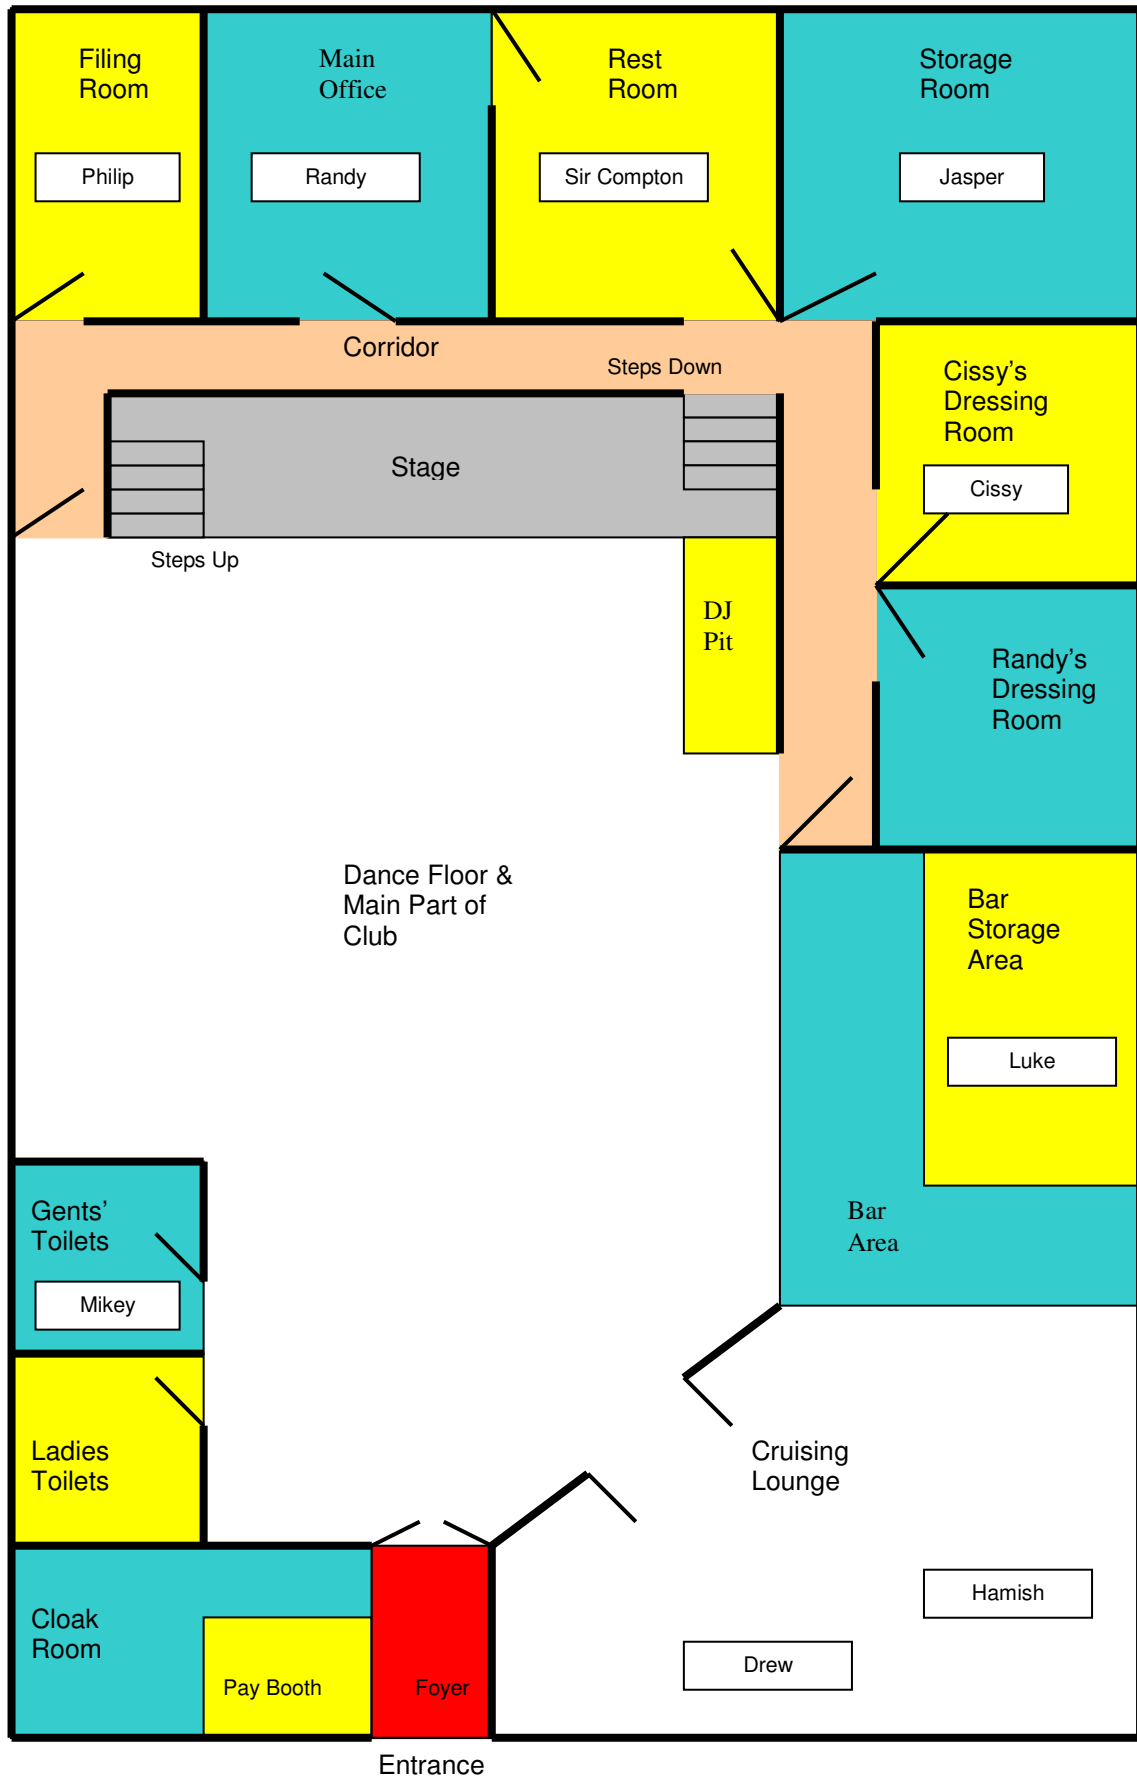 Filing
Room
Main
Office
Rest
Room
Storage
Room
Philip
Randy
Sir Compton
Jasper
Corridor
Steps Down
Cissy's
Dressing
Room
Stage
Cissy
Steps Up
DJ
Pit
Randy's
Dressing
Room
Dance Floor &
Main Part of
Club
Bar
Storage
Area
Luke
Gents’
Toilets
Bar
Area
Mikey
Ladies
Toilets
Cruising
Lounge
Hamish
Cloak
Room
Drew
Pay Booth
Foyer
Entrance